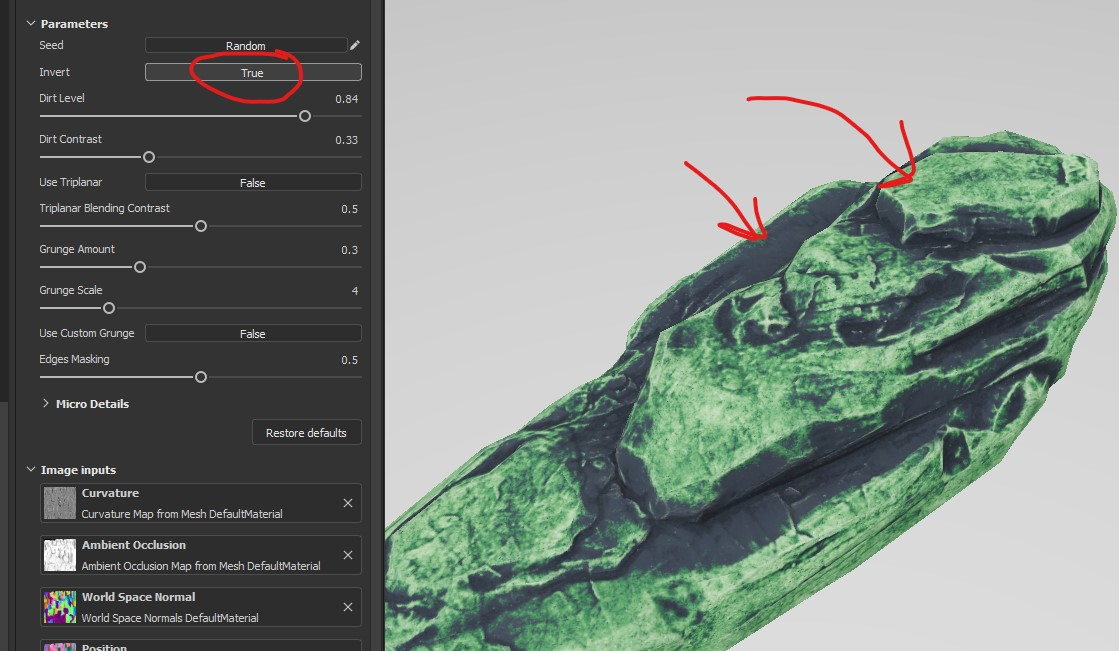 Parameters
Seed Random
Invert True
Dirt Level 0.84
Dirt Contrast 0.33
Use Triplanar False
Triplanar Blending Contrast 0.5
Grunge Amount 0.3
Grunge Scale 4
Use Custom Grunge False
Edges Masking 0.5
Micro Details
Restore defaults
Image inputs
Curvature
Curvature Map from Mesh DefaultMaterial
Ambient Occlusion
Ambient Occlusion Map from Mesh DefaultMaterial
World Space Normal
World Space Normals DefaultMaterial
Position